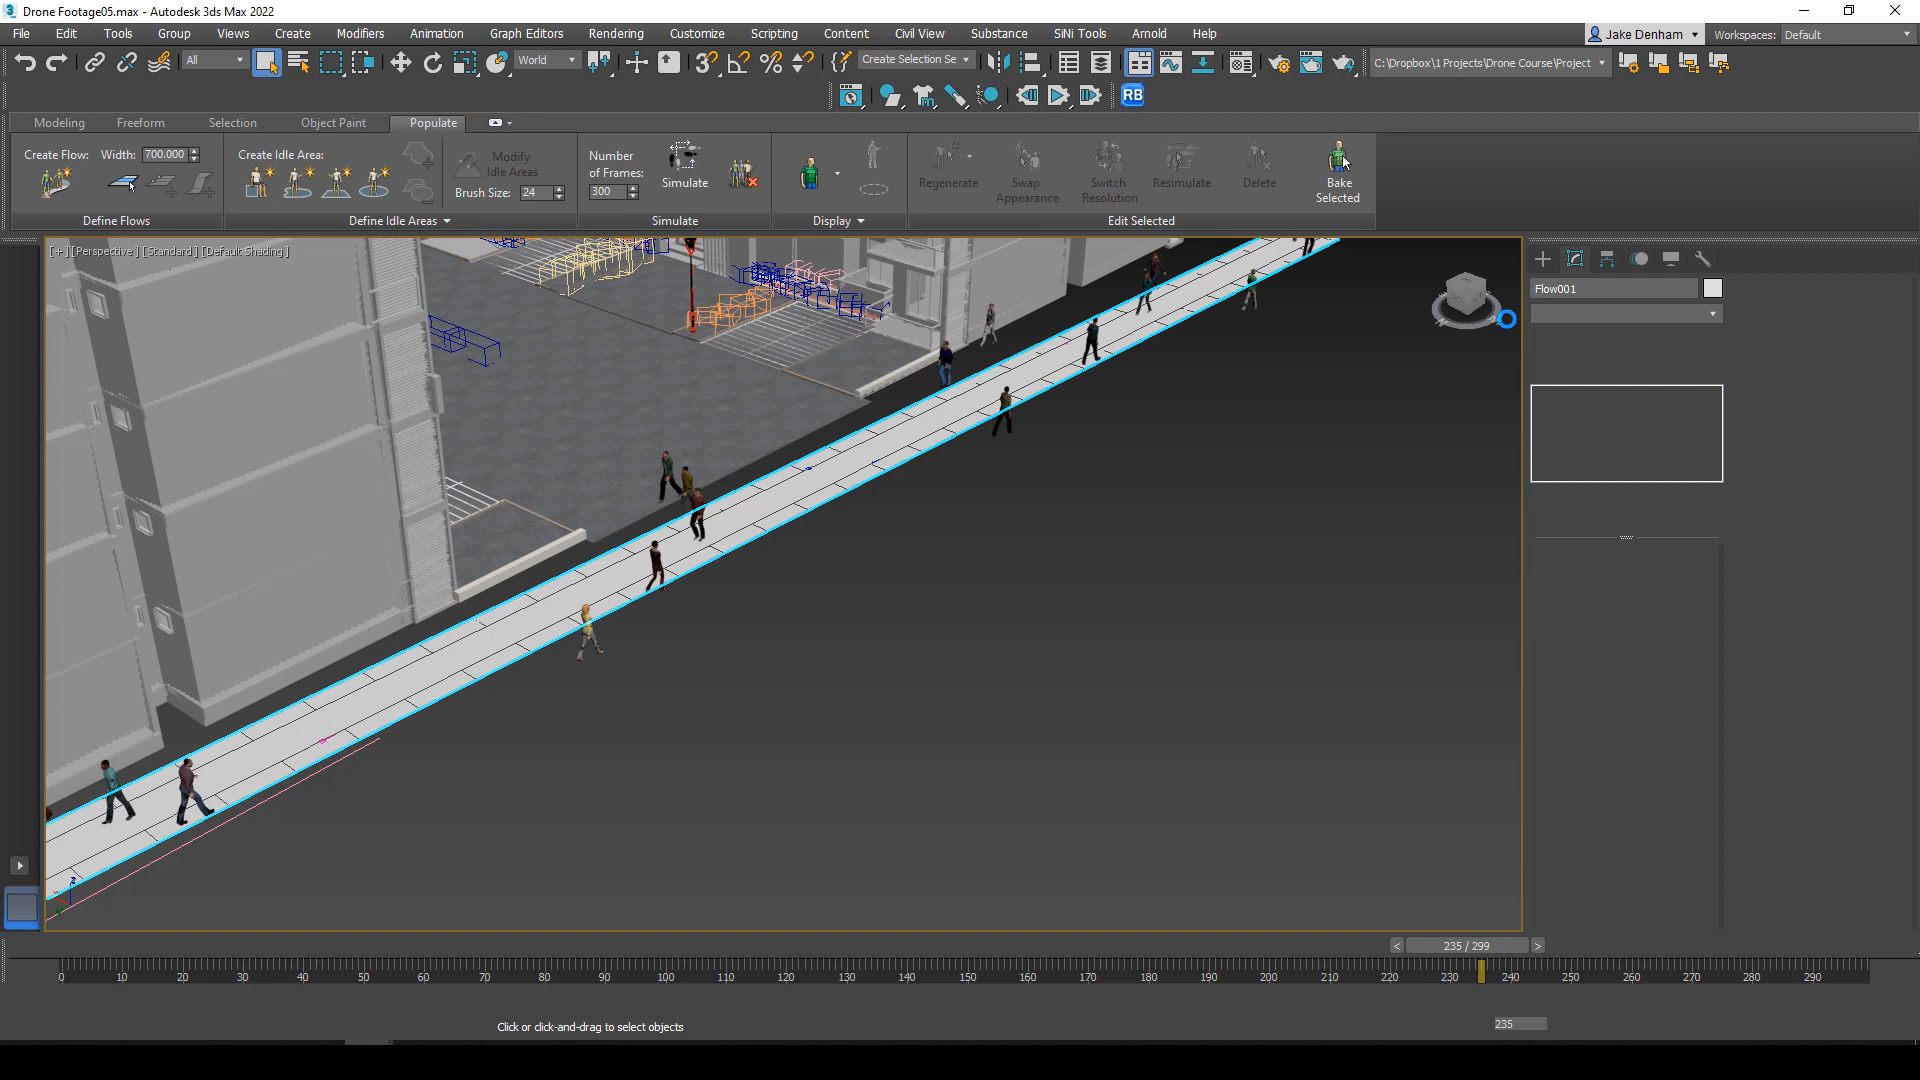 Drone Footage05.max - Autodesk 3ds Max 2022
File Edit Tools Group Views Create Modifiers Animation Graph Editors Rendering Customize Scripting Content Civil View Substance SiNi Tools Arnold Help
Jake Denham Workspaces: Default
All World Create Selection Se C:\Dropbox\1 Projects\Drone Course\Project
RB
Modeling Freeform Selection Object Paint Populate
Create Flow: Width: 700.000
Create Idle Area:
Modify
Idle Areas
Brush Size: 24
Number
of Frames:
300
Simulate
Regenerate
Swap
Appearance
Switch
Resolution
Resimulate
Delete
Bake
Selected
Define Flows Define Idle Areas Simulate Display Edit Selected
[+] [Perspective] [Standard] [Default Shading]
Flow001
< 235 / 299 >
0 10 20 30 40 50 60 70 80 90 100 110 120 130 140 150 160 170 180 190 200 210 220 230 240 250 260 270 280 290
Click or click-and-drag to select objects
235